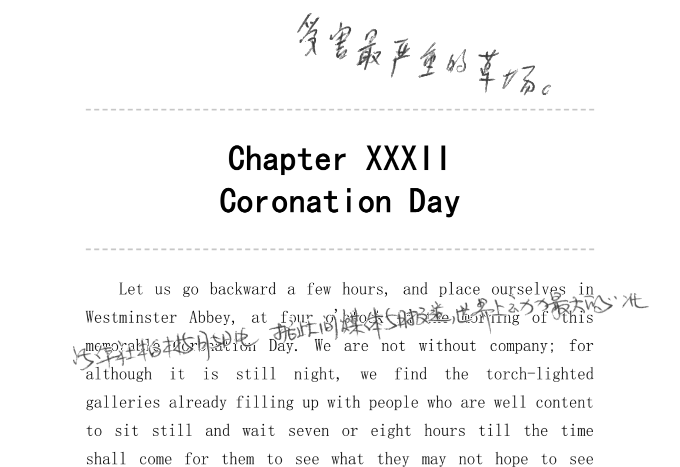 受害最严重的草场。
Chapter XXXII
Coronation Day
Let us go backward a few hours, and place ourselves in
Westminster Abbey, at four o'clock in the morning of this
memorable Coronation Day. We are not without company; for
although it is still night, we find the torch-lighted
galleries already filling up with people who are well content
to sit still and wait seven or eight hours till the time
shall come for them to see what they may not hope to see